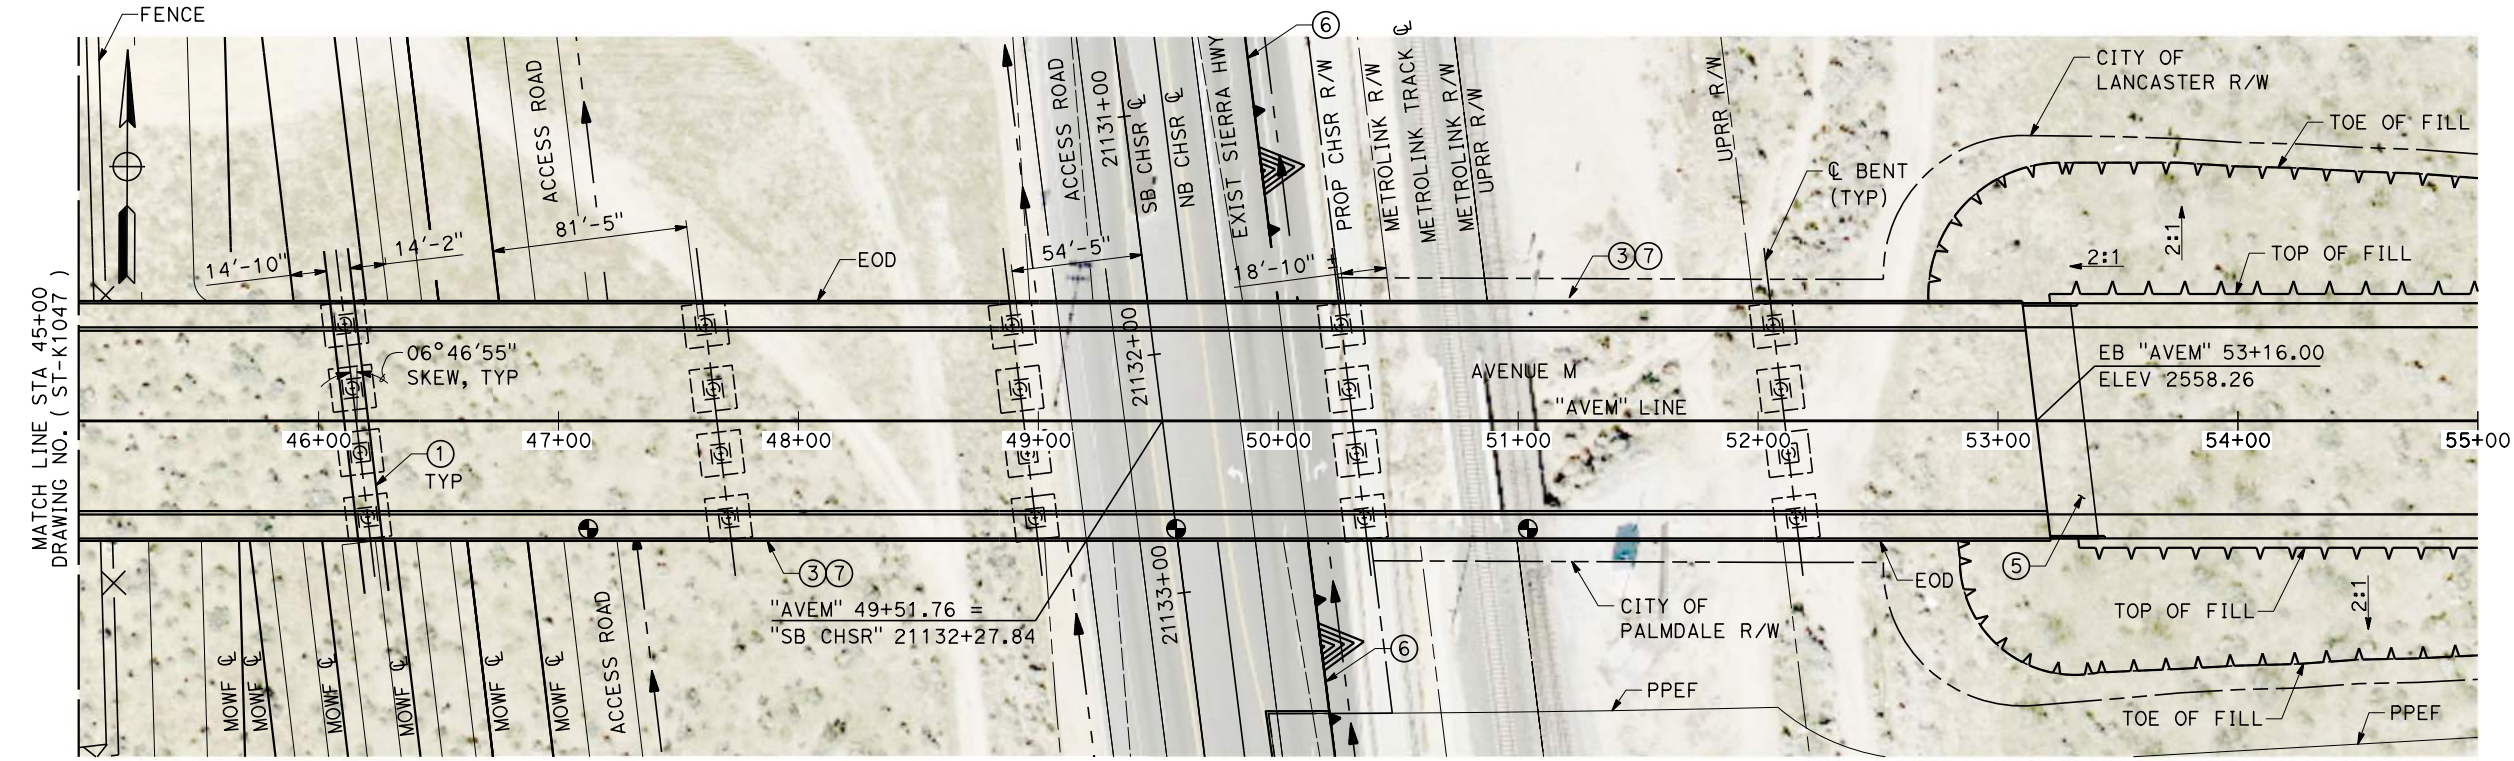 FENCE
6
CITY OF
LANCASTER R/W
TOE OF FILL
ACCESS ROAD
ACCESS ROAD
21131+00
SB CHSR ℄
NB CHSR ℄
EXIST SIERRA HWY
PROP CHSR R/W
METROLINK R/W
METROLINK TRACK ℄
METROLINK R/W
UPRR R/W
UPRR R/W
℄ BENT
(TYP)
14'-10"
14'-2"
81'-5"
54'-5"
18'-10" ±
EOD
3 7
2:1
2:1
TOP OF FILL
MATCH LINE STA 45+00
DRAWING NO. ( ST-K1047 )
06°46'55"
SKEW, TYP
21132+00
AVENUE M
"AVEM" LINE
EB "AVEM" 53+16.00
ELEV 2558.26
46+00
47+00
48+00
49+00
50+00
51+00
52+00
53+00
54+00
55+00
1
TYP
3 7
"AVEM" 49+51.76 =
"SB CHSR" 21132+27.84
21133+00
5
EOD
CITY OF
PALMDALE R/W
TOP OF FILL
2:1
MOWF ℄
MOWF ℄
MOWF ℄
MOWF ℄
MOWF ℄
MOWF ℄
ACCESS ROAD
6
PPEF
TOE OF FILL
PPEF